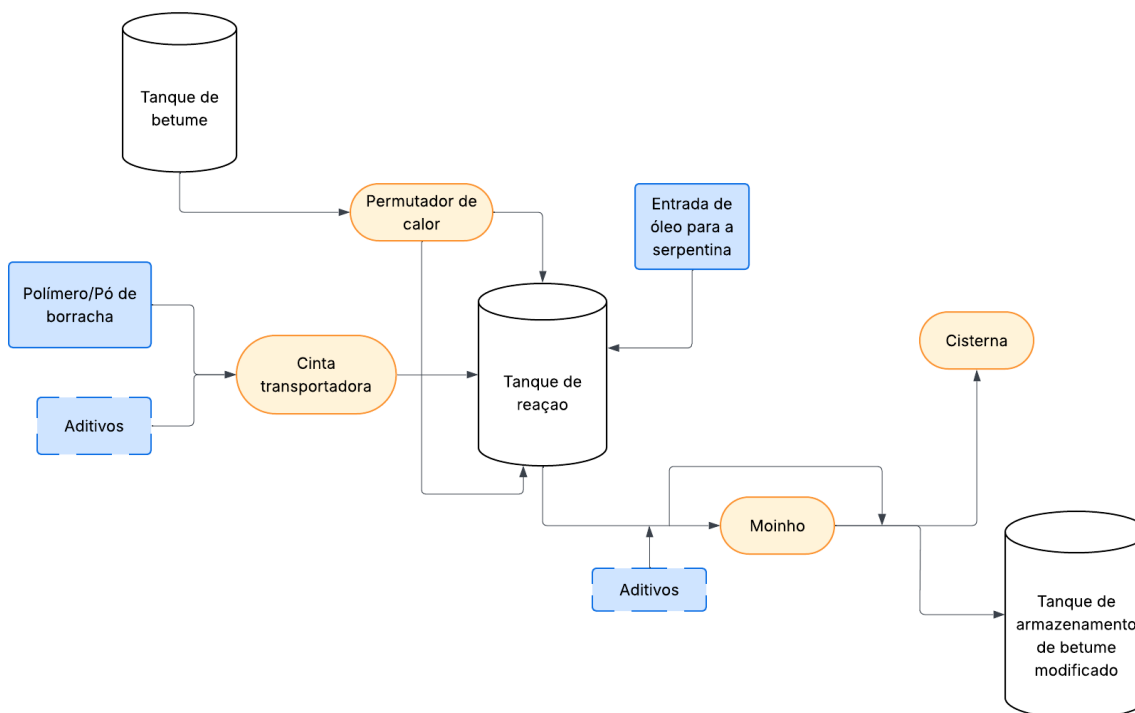 Tanque de
betume
Permutador de
calor
Entrada de
óleo para a
serpentina
Polímero/Pó de
borracha
Cinta
transportadora
Aditivos
Tanque de
reaçao
Cisterna
Moinho
Aditivos
Tanque de
armazenamento
de betume
modificado